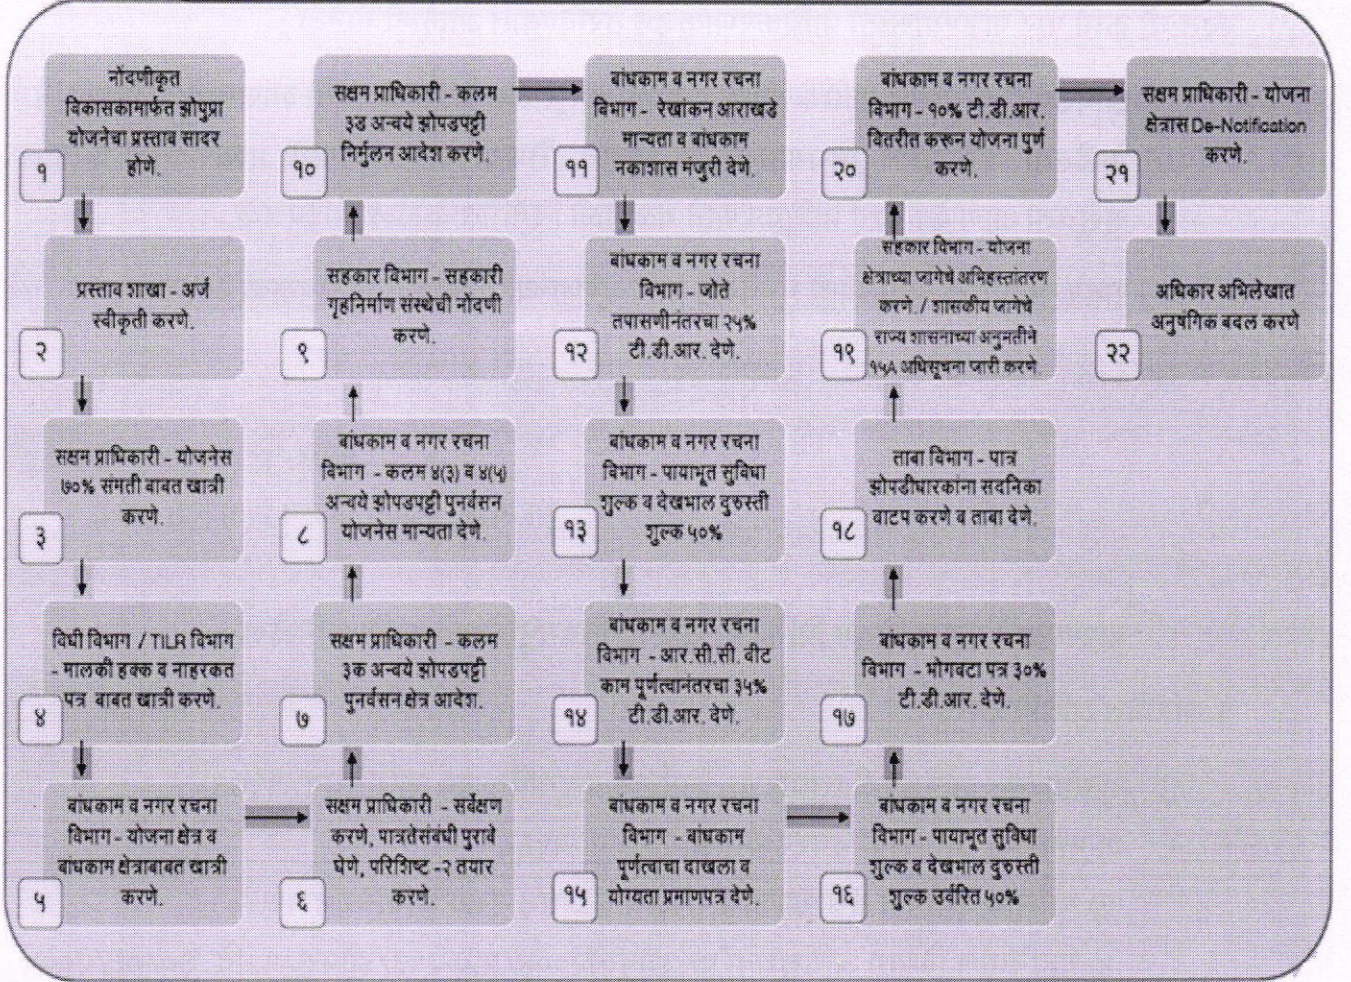 नोंदणीकृत
विकासकामार्फत झोपुप्रा
योजनेचा प्रस्ताव सादर
होणे.
१
प्रस्ताव शाखा - अर्ज
स्वीकृती करणे.
२
सक्षम प्राधिकारी - योजनेस
७०% संमती बाबत खात्री
करणे.
३
विधी विभाग / TILR विभाग
- मालकी हक्क व नाहरकत
पत्र बाबत खात्री करणे.
४
बांधकाम व नगर रचना
विभाग - योजना क्षेत्र व
बांधकाम क्षेत्राबाबत खात्री
करणे.
५
सक्षम प्राधिकारी - सर्वेक्षण
करणे, पात्रतेसंबंधी पुरावे
घेणे, परिशिष्ट -२ तयार
करणे.
६
सक्षम प्राधिकारी - कलम
३क अन्वये झोपडपट्टी
पुनर्वसन क्षेत्र आदेश.
७
बांधकाम व नगर रचना
विभाग - कलम ४(३) व ४(५)
अन्वये झोपडपट्टी पुनर्वसन
योजनेस मान्यता देणे.
८
सहकार विभाग - सहकारी
गृहनिर्माण संस्थेची नोंदणी
करणे.
९
सक्षम प्राधिकारी - कलम
३ड अन्वये झोपडपट्टी
निर्मुलन आदेश करणे.
१०
बांधकाम व नगर रचना
विभाग - रेखांकन आराखडे
मान्यता व बांधकाम
नकाशास मंजुरी देणे.
११
बांधकाम व नगर रचना
विभाग - जोते
तपासणीनंतरचा २५%
टी.डी.आर. देणे.
१२
बांधकाम व नगर रचना
विभाग - पायाभूत सुविधा
शुल्क व देखभाल दुरुस्ती
शुल्क ५०%
१३
बांधकाम व नगर रचना
विभाग - आर.सी.सी. वीट
काम पूर्णत्वानंतरचा ३५%
टी.डी.आर. देणे.
१४
बांधकाम व नगर रचना
विभाग - बांधकाम
पूर्णत्वाचा दाखला व
योग्यता प्रमाणपत्र देणे.
१५
बांधकाम व नगर रचना
विभाग - पायाभूत सुविधा
शुल्क व देखभाल दुरुस्ती
शुल्क उर्वरित ५०%
१६
बांधकाम व नगर रचना
विभाग - भोगवटा पत्र ३०%
टी.डी.आर. देणे.
१७
ताबा विभाग - पात्र
झोपडीधारकांना सदनिका
वाटप करणे व ताबा देणे.
१८
सहकार विभाग - योजना
क्षेत्राच्या जागेचे अभिहस्तांतरण
करणे. / शासकीय जागेचे
राज्य शासनाच्या अनुमतीने
१५A अधिसूचना जारी करणे.
१९
बांधकाम व नगर रचना
विभाग - १०% टी.डी.आर.
वितरीत करून योजना पुर्ण
करणे.
२०
सक्षम प्राधिकारी - योजना
क्षेत्रास De-Notification
करणे.
२१
अधिकार अभिलेखात
अनुषंगिक बदल करणे
२२